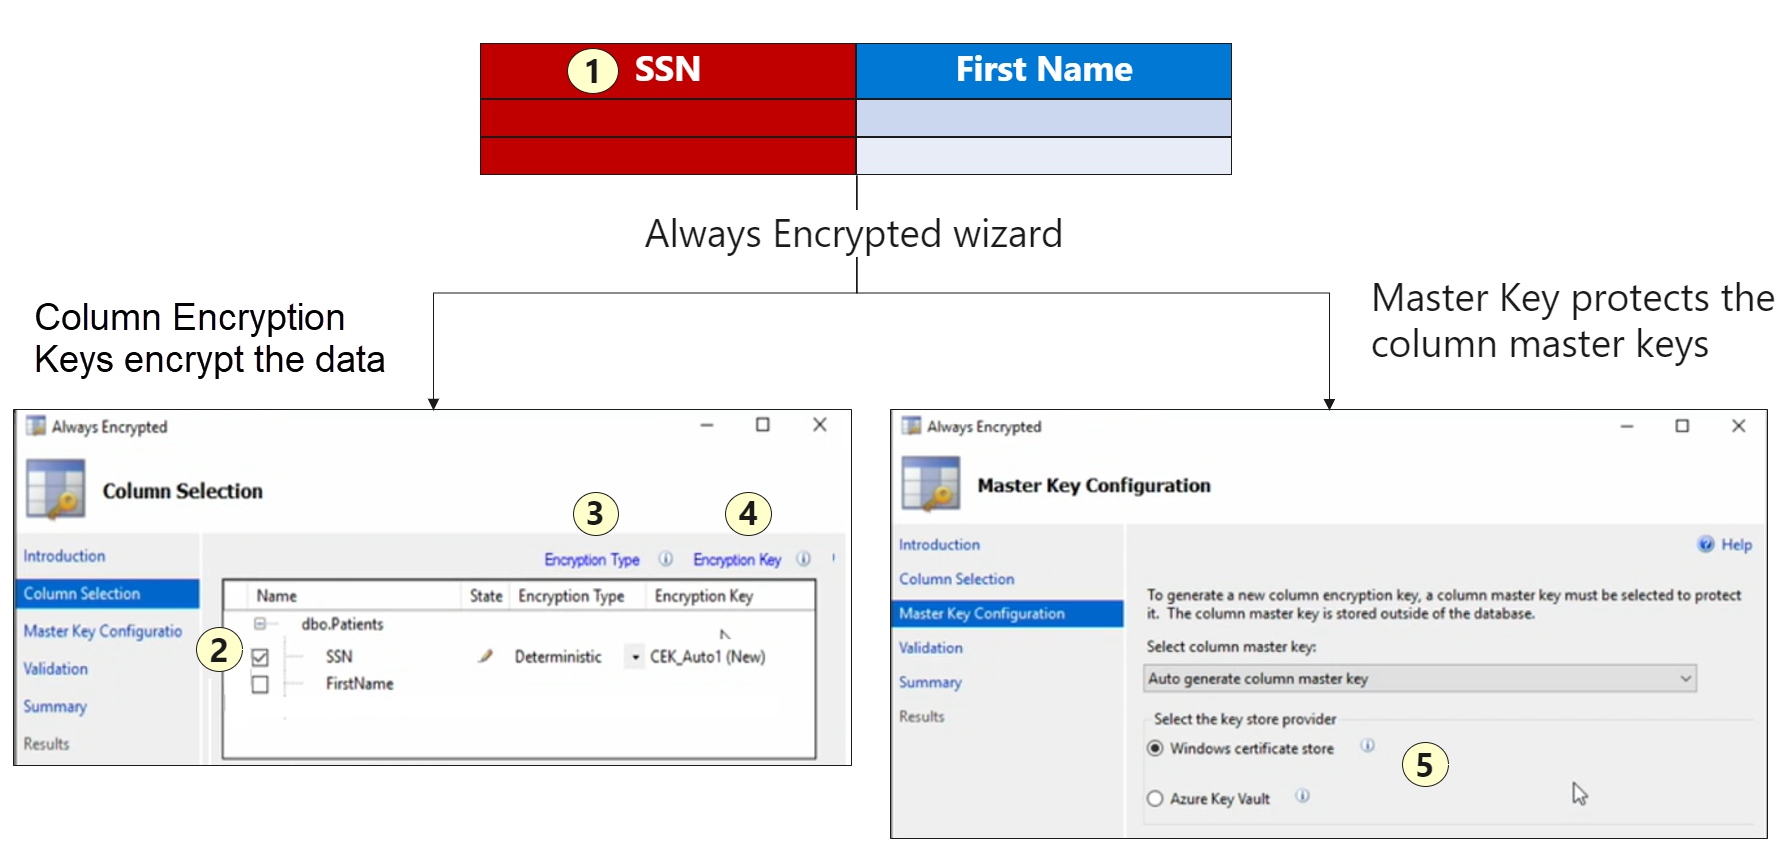 1 SSN First Name
Always Encrypted wizard
Column Encryption
Keys encrypt the data
Master Key protects the
column master keys
Always Encrypted
Column Selection
3 4
Encryption Type Encryption Key
Introduction
Column Selection
Master Key Configuratio
Validation
Summary
Results
Name State Encryption Type Encryption Key
dbo.Patients
2
SSN Deterministic CEK_Auto1 (New)
FirstName
Always Encrypted
Master Key Configuration
Introduction
Column Selection
Master Key Configuration
Validation
Summary
Results
Help
To generate a new column encryption key, a column master key must be selected to protect
it. The column master key is stored outside of the database.
Select column master key:
Auto generate column master key
Select the key store provider
Windows certificate store
5
Azure Key Vault